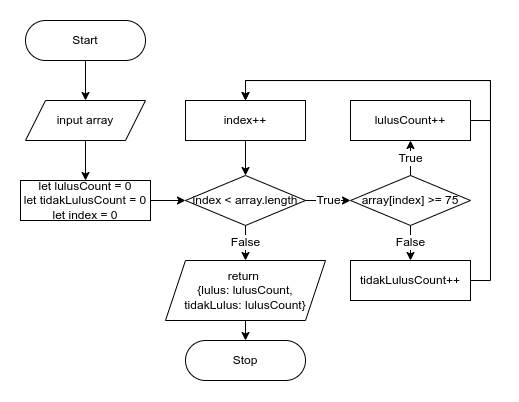 Start
input array
let lulusCount = 0
let tidakLulusCount = 0
let index = 0
index++
index < array.length
True
False
return
{lulus: lulusCount,
tidakLulus: lulusCount}
Stop
lulusCount++
True
array[index] >= 75
False
tidakLulusCount++